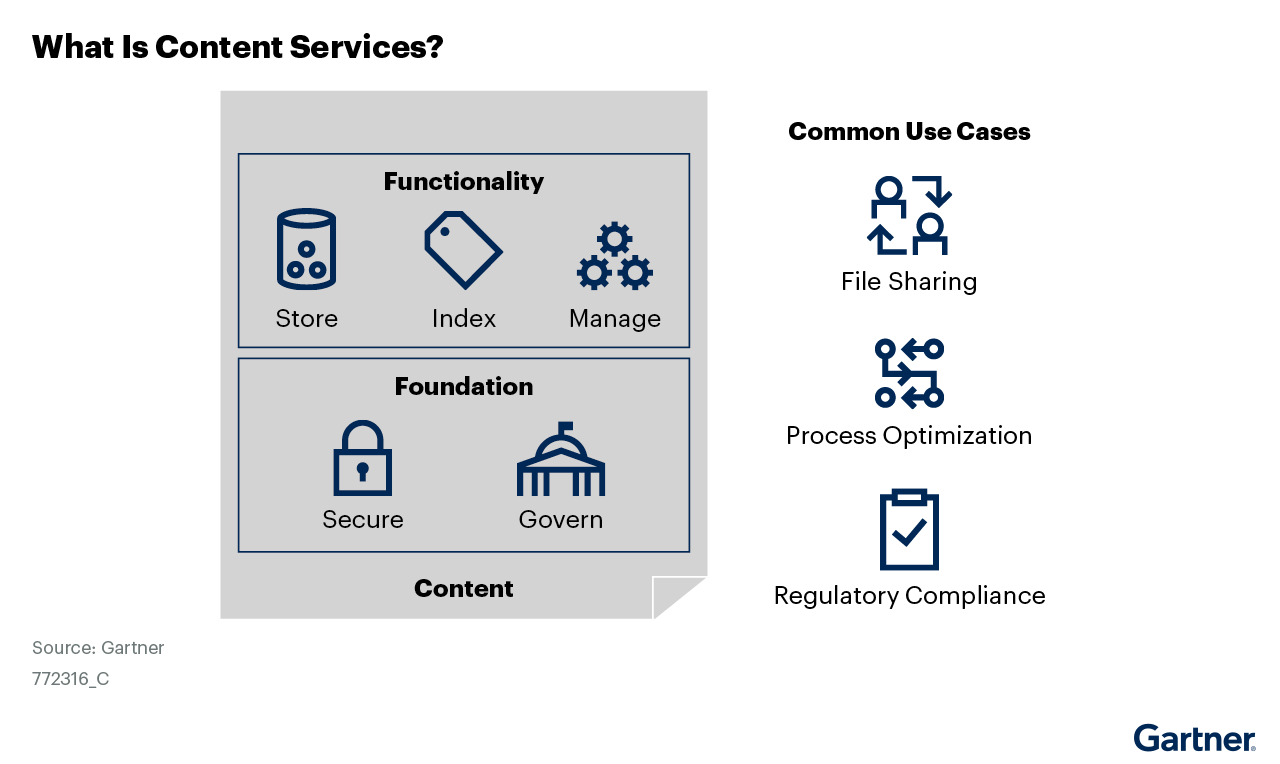 What Is Content Services?
Functionality
Store
Index
Manage
Foundation
Secure
Govern
Content
Common Use Cases
File Sharing
Process Optimization
Regulatory Compliance
Source: Gartner
772316_C
Gartner®